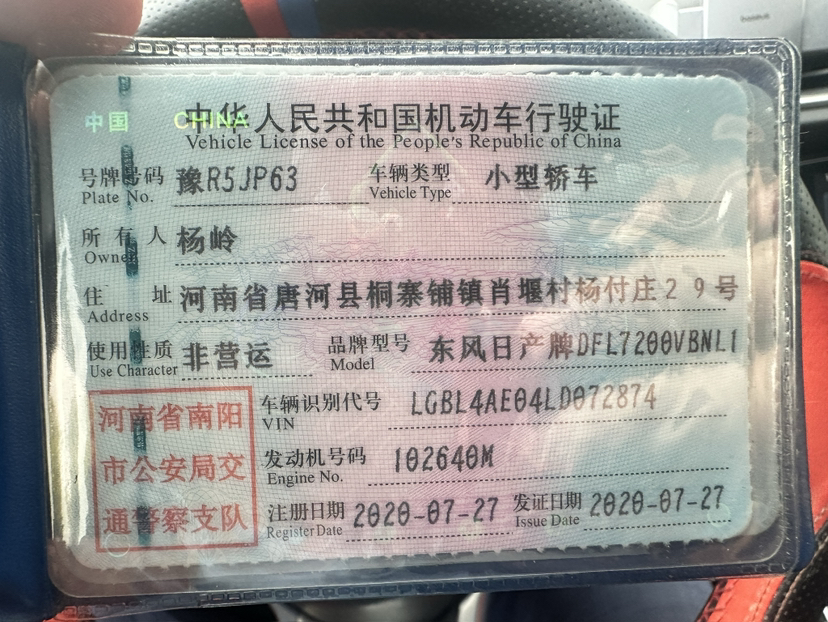 中国 CHINA
中华人民共和国机动车行驶证
Vehicle License of the People's Republic of China
号牌号码 豫R5JP63 车辆类型 小型轿车
Plate No. Vehicle Type
所有人 杨岭
Owner
住址 河南省唐河县桐寨铺镇肖堰村杨付庄29号
Address
使用性质 非营运 品牌型号 东风日产牌DFL7200VBNL1
Use Character Model
车辆识别代号 LGBL4AE04LD072874
VIN
发动机号码 102640M
Engine No.
注册日期 2020-07-27 发证日期 2020-07-27
Register Date Issue Date
河南省南阳
市公安局交
通警察支队
baseus